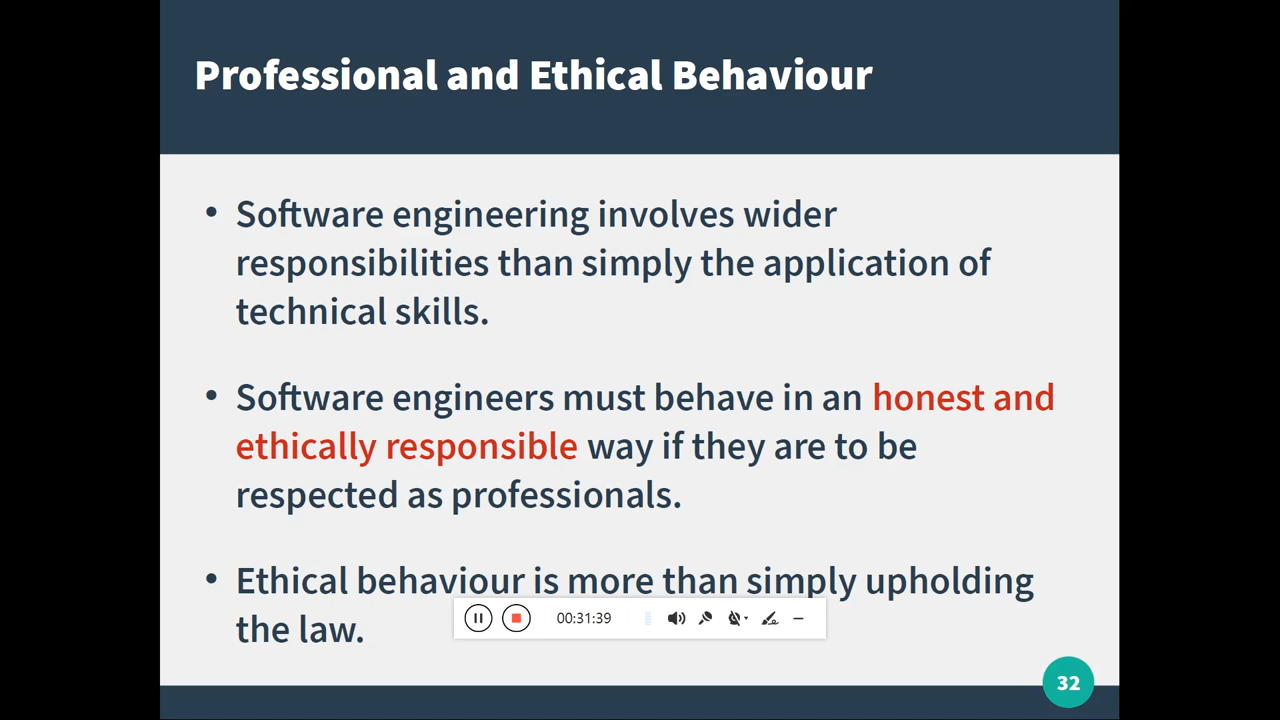 Professional and Ethical Behaviour
• Software engineering involves wider
responsibilities than simply the application of
technical skills.
• Software engineers must behave in an honest and
ethically responsible way if they are to be
respected as professionals.
• Ethical behaviour is more than simply upholding
the law.
00:31:39
32